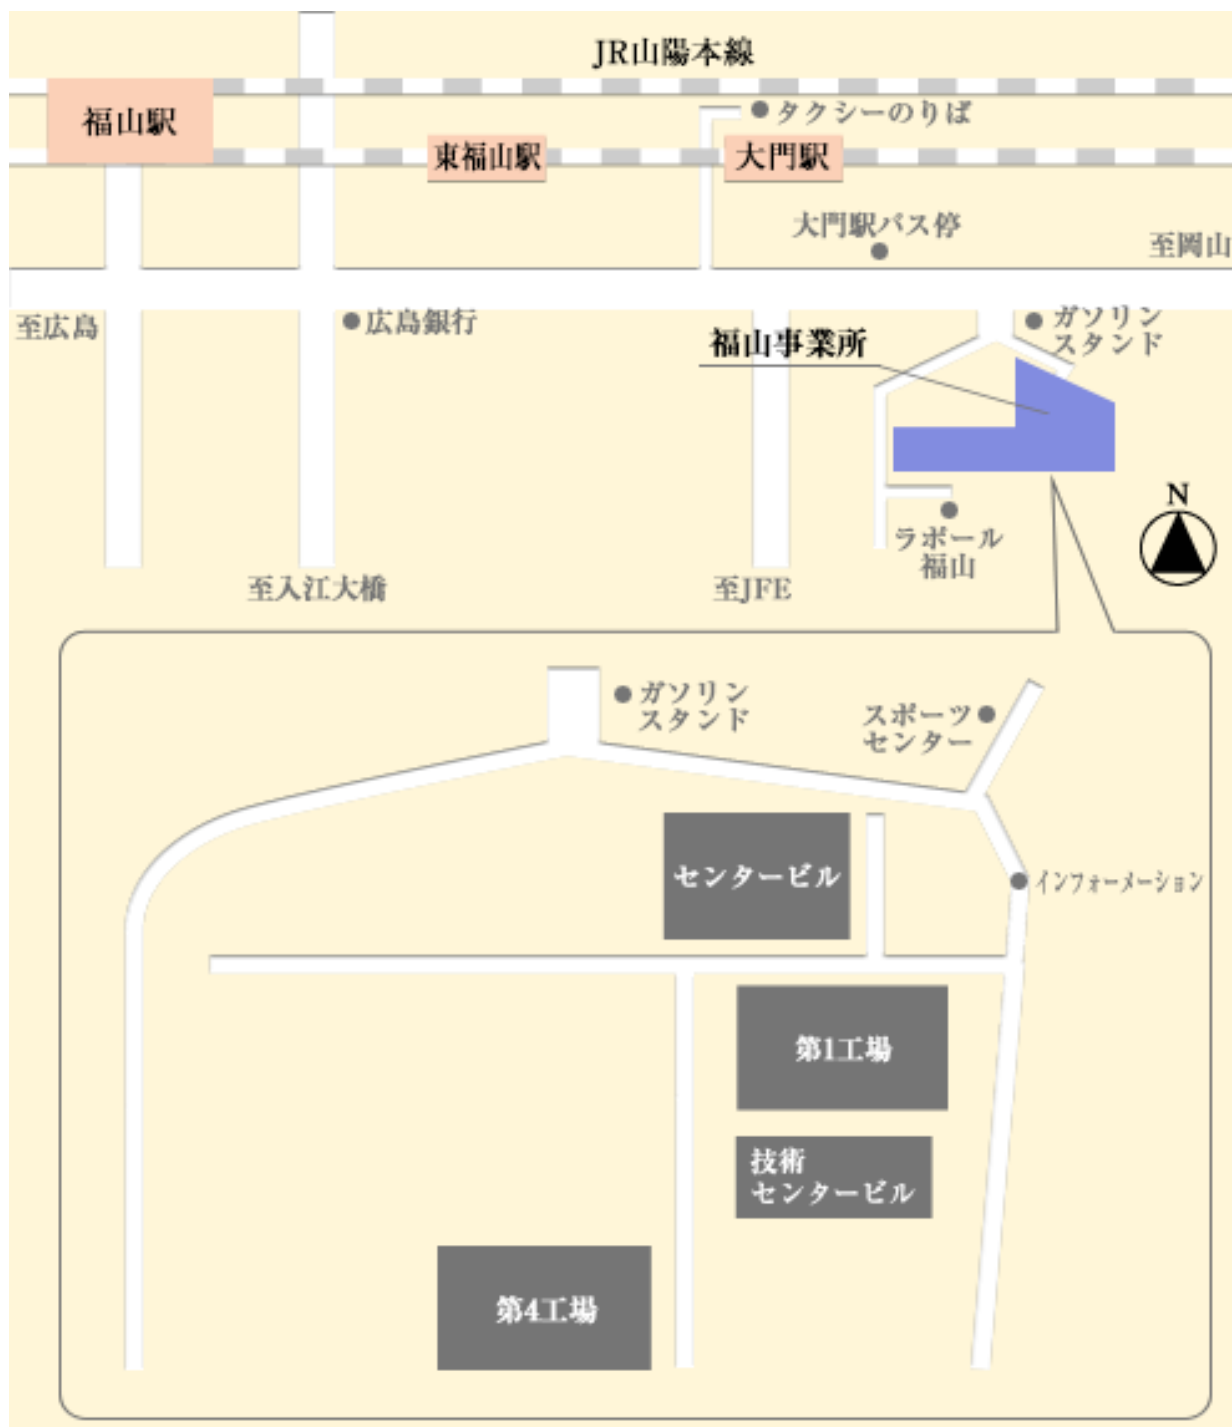 JR山陽本線
福山駅
タクシーのりば
東福山駅
大門駅
大門駅バス停
至岡山
至広島
広島銀行
ガソリン
スタンド
福山事業所
N
ラポール
福山
至入江大橋
至JFE
ガソリン
スタンド
スポーツ
センター
センタービル
インフォーメーション
第1工場
技術
センタービル
第4工場